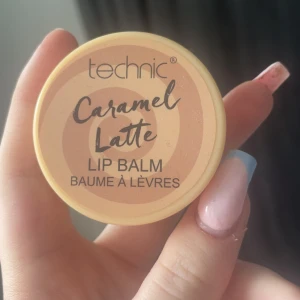 technic®
Caramel
Latte
LIP BALM
BAUME À LÈVRES